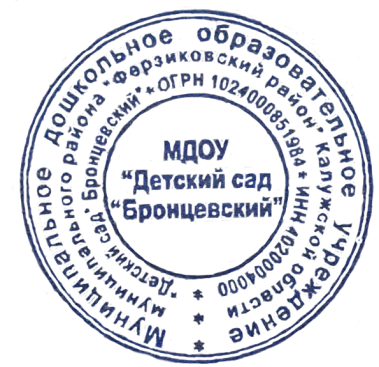 Муниципальное дошкольное образовательное учреждение *
муниципального района "Ферзиковский район" Калужской области *
"Детский сад "Бронцевский" * ОГРН 1024000851984 * ИНН 4020004000 *
МДОУ
"Детский сад
"Бронцевский"